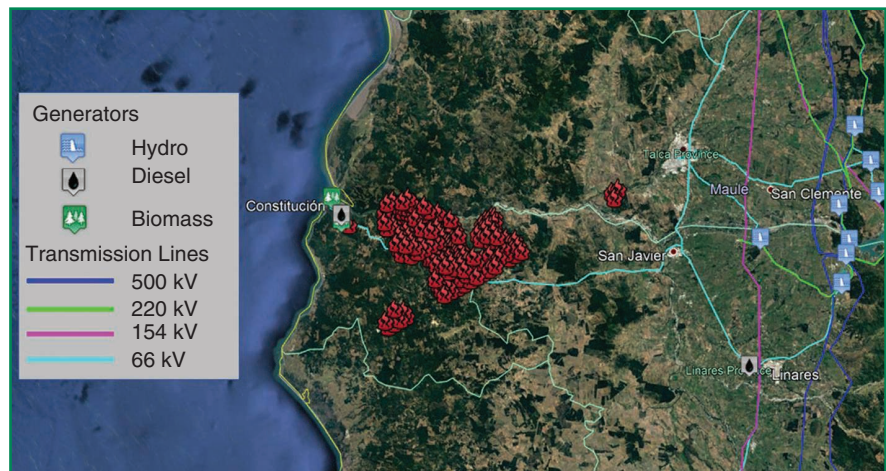 Generators
Hydro
Diesel
Biomass
Transmission Lines
500 kV
220 kV
154 kV
66 kV
Constitución
Talca Province
Maule
San Clemente
San Javier
Linares Province
Linares